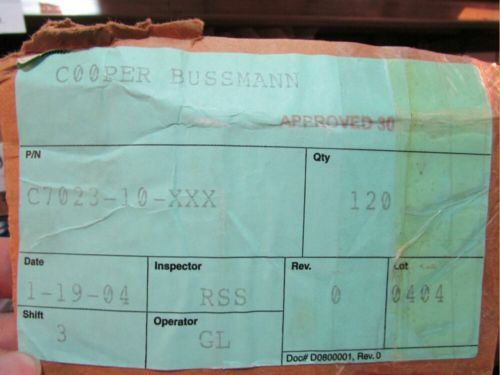 COOPER BUSSMANN
APPROVED 30
P/N
C7023-10-XXX
Qty
120
Date
1-19-04
Inspector
RSS
Rev.
0
Lot
0404
Shift
3
Operator
GL
Doc# D0800001, Rev. 0